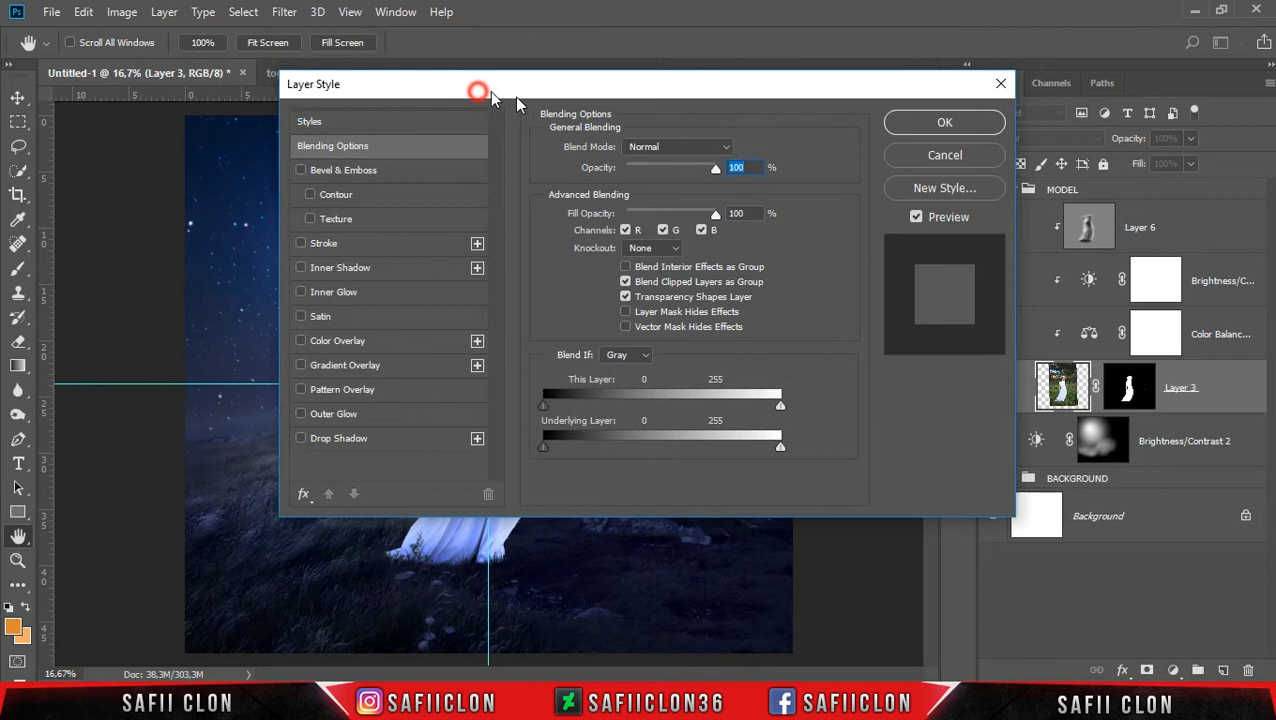 Ps File Edit Image Layer Type Select Filter 3D View Window Help
Scroll All Windows 100% Fit Screen Fill Screen
Untitled-1 @ 16,7% (Layer 3, RGB/8) * × to
Channels Paths
10 5 0 5
Opacity: 100%
Fill: 100%
MODEL
Layer 6
Brightness/C...
Color Balanc...
Layer 3
Brightness/Contrast 2
BACKGROUND
Background
Layer Style
Styles
Blending Options
Bevel & Emboss
Contour
Texture
Stroke
Inner Shadow
Inner Glow
Satin
Color Overlay
Gradient Overlay
Pattern Overlay
Outer Glow
Drop Shadow
fx
Blending Options
General Blending
Blend Mode: Normal
Opacity: 100 %
Advanced Blending
Fill Opacity: 100 %
Channels: R G B
Knockout: None
Blend Interior Effects as Group
Blend Clipped Layers as Group
Transparency Shapes Layer
Layer Mask Hides Effects
Vector Mask Hides Effects
Blend If: Gray
This Layer: 0 255
Underlying Layer: 0 255
OK
Cancel
New Style...
Preview
16,67% Doc: 38,3M/303,3M
SAFII CLON SAFIICLON SAFIICLON36 SAFIICLON SAFII CLON